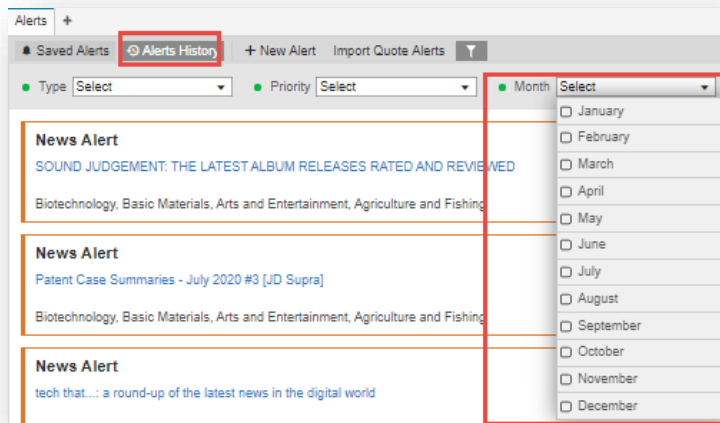 Alerts +
Saved Alerts Alerts History + New Alert Import Quote Alerts
Type Select Priority Select Month Select
January
February
March
April
May
June
July
August
September
October
November
December
News Alert
SOUND JUDGEMENT: THE LATEST ALBUM RELEASES RATED AND REVIEWED
Biotechnology, Basic Materials, Arts and Entertainment, Agriculture and Fishing
News Alert
Patent Case Summaries - July 2020 #3 [JD Supra]
Biotechnology, Basic Materials, Arts and Entertainment, Agriculture and Fishing
News Alert
tech that...: a round-up of the latest news in the digital world